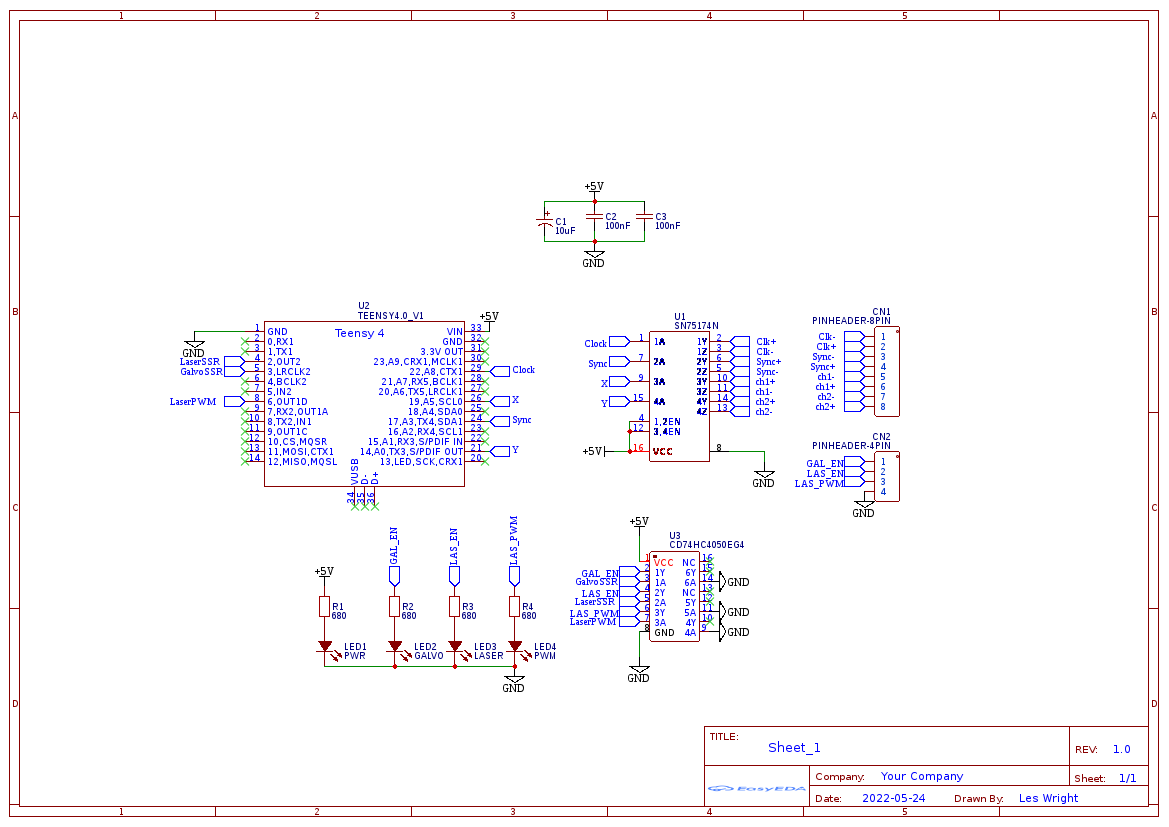 1 2 3 4 5
A A
B B
C C
D D
+5V
C1
10uF
C2
100nF
C3
100nF
GND
U2
TEENSY4.0_V1
Teensy 4
+5V
GND
LaserSSR
GalvoSSR
LaserPWM
1 GND
2 0,RX1
3 1,TX1
4 2,OUT2
5 3,LRCLK2
6 4,BCLK2
7 5,IN2
8 6,OUT1D
9 7,RX2,OUT1A
10 8,TX2,IN1
11 9,OUT1C
12 10,CS,MQSR
13 11,MOSI,CTX1
14 12,MISO,MQSL
VIN 33
GND 32
3.3V OUT 31
23,A9,CRX1,MCLK1 30
22,A8,CTX1 29
21,A7,RX5,BCLK1 28
20,A6,TX5,LRCLK1 27
19,A5,SCL0 26
18,A4,SDA0 25
17,A3,TX4,SDA1 24
16,A2,RX4,SCL1 23
15,A1,RX3,S/PDIF IN 22
14,A0,TX3,S/PDIF OUT 21
13,LED,SCK,CRX1 20
VUSB D- D+
34 35 36
Clock
X
Sync
Y
U1
SN75174N
Clock 1 1A
Sync 7 2A
X 9 3A
Y 15 4A
4 1,2EN
12 3,4EN
+5V 16 VCC
1Y 2 Clk+
1Z 3 Clk-
2Y 6 Sync+
2Z 5 Sync-
3Y 10 ch1+
3Z 11 ch1-
4Y 14 ch2+
4Z 13 ch2-
8
GND
CN1
PINHEADER-8PIN
Clk- 1
Clk+ 2
Sync- 3
Sync+ 4
ch1- 5
ch1+ 6
ch2- 7
ch2+ 8
CN2
PINHEADER-4PIN
GAL_EN 1
LAS_EN 2
LAS_PWM 3
4
GND
GAL_EN
LAS_EN
LAS_PWM
+5V
R1
680
R2
680
R3
680
R4
680
LED1
PWR
LED2
GALVO
LED3
LASER
LED4
PWM
GND
+5V
U3
CD74HC4050EG4
1 VCC NC 16
GAL_EN 2 1Y 6Y 15
GalvoSSR 3 1A 6A 14 GND
LAS_EN 4 2Y NC 13
LaserSSR 5 2A 5Y 12
LAS_PWM 6 3Y 5A 11 GND
LaserPWM 7 3A 4Y 10
8 GND 4A 9 GND
GND
TITLE:
Sheet_1
REV: 1.0
Company: Your Company
Sheet: 1/1
EasyEDA
Date: 2022-05-24 Drawn By: Les Wright
1 2 3 4 5